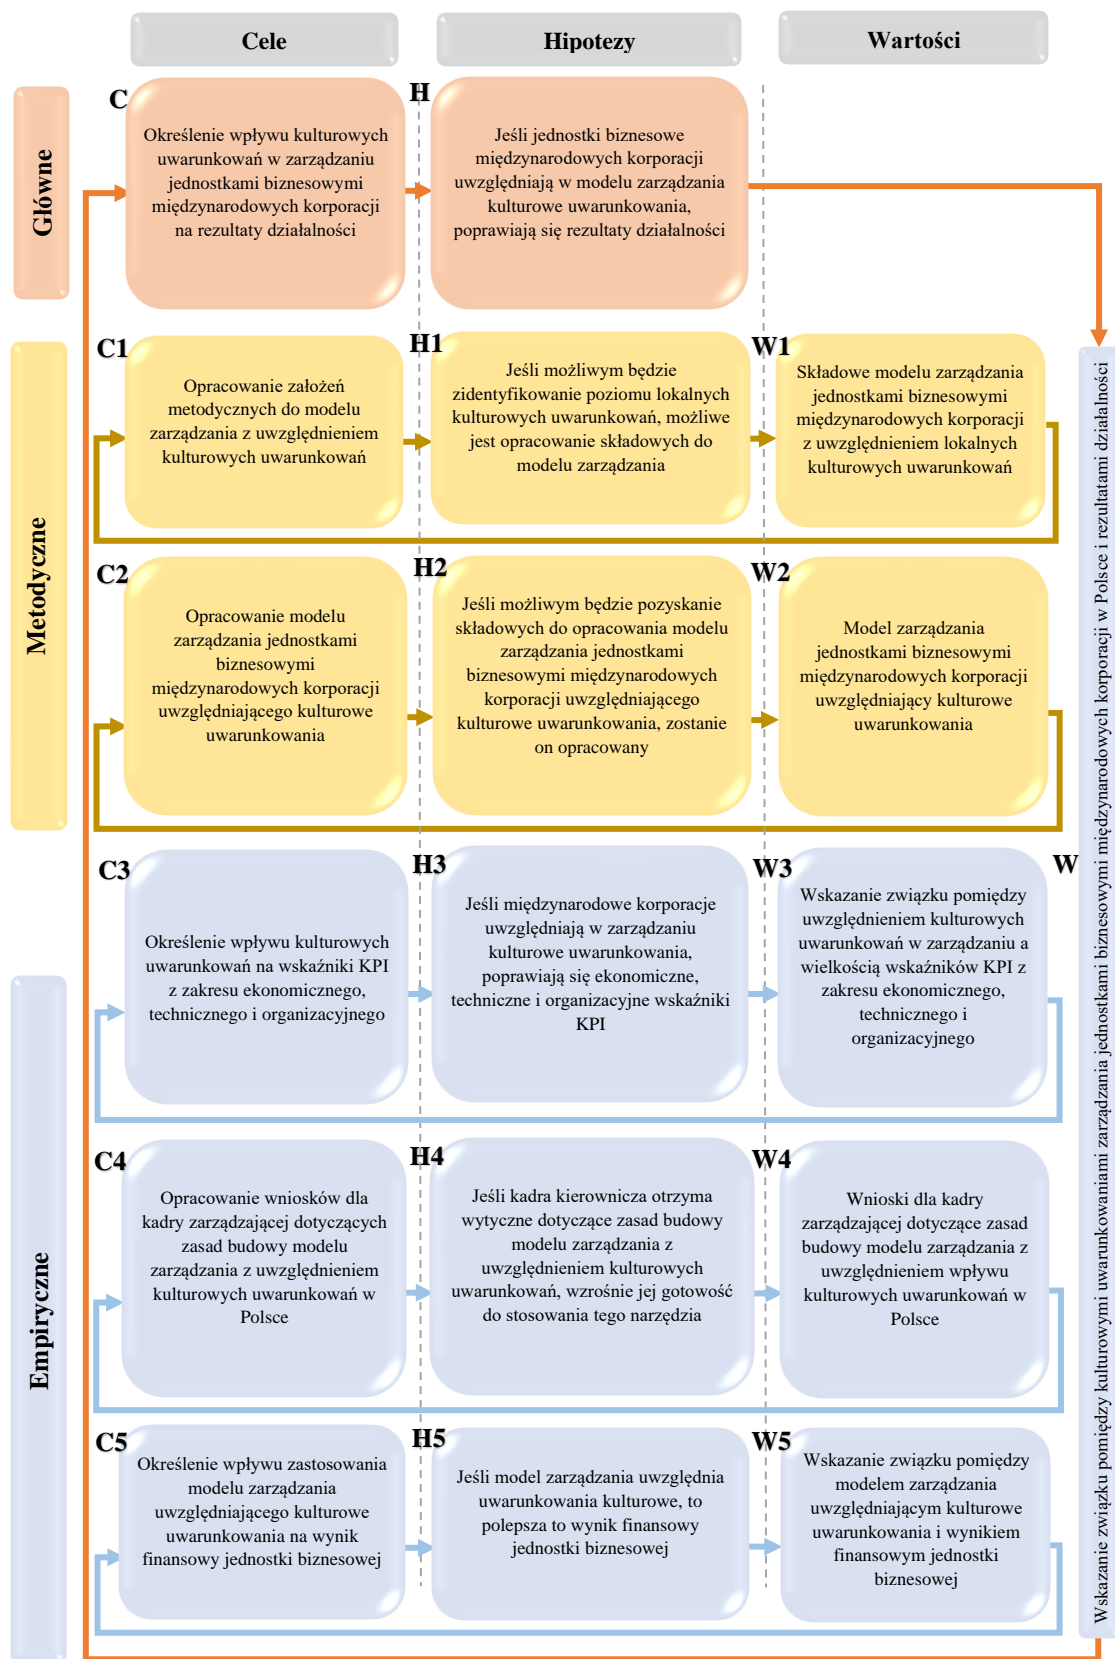 Cele
Hipotezy
Wartości
Główne
C
Określenie wpływu kulturowych
uwarunkowań w zarządzaniu
jednostkami biznesowymi
międzynarodowych korporacji
na rezultaty działalności
H
Jeśli jednostki biznesowe
międzynarodowych korporacji
uwzględniają w modelu zarządzania
kulturowe uwarunkowania,
poprawiają się rezultaty działalności
Metodyczne
C1
Opracowanie założeń
metodycznych do modelu
zarządzania z uwzględnieniem
kulturowych uwarunkowań
H1
Jeśli możliwym będzie
zidentyfikowanie poziomu lokalnych
kulturowych uwarunkowań, możliwe
jest opracowanie składowych do
modelu zarządzania
W1
Składowe modelu zarządzania
jednostkami biznesowymi
międzynarodowych korporacji
z uwzględnieniem lokalnych
kulturowych uwarunkowań
C2
Opracowanie modelu
zarządzania jednostkami
biznesowymi
międzynarodowych korporacji
uwzględniającego kulturowe
uwarunkowania
H2
Jeśli możliwym będzie pozyskanie
składowych do opracowania modelu
zarządzania jednostkami
biznesowymi międzynarodowych
korporacji uwzględniającego
kulturowe uwarunkowania, zostanie
on opracowany
W2
Model zarządzania
jednostkami biznesowymi
międzynarodowych korporacji
uwzględniający kulturowe
uwarunkowania
Empiryczne
C3
Określenie wpływu kulturowych
uwarunkowań na wskaźniki KPI
z zakresu ekonomicznego,
technicznego i organizacyjnego
H3
Jeśli międzynarodowe korporacje
uwzględniają w zarządzaniu
kulturowe uwarunkowania,
poprawiają się ekonomiczne,
techniczne i organizacyjne wskaźniki
KPI
W3
Wskazanie związku pomiędzy
uwzględnieniem kulturowych
uwarunkowań w zarządzaniu a
wielkością wskaźników KPI z
zakresu ekonomicznego,
technicznego i
organizacyjnego
C4
Opracowanie wniosków dla
kadry zarządzającej dotyczących
zasad budowy modelu
zarządzania z uwzględnieniem
kulturowych uwarunkowań w
Polsce
H4
Jeśli kadra kierownicza otrzyma
wytyczne dotyczące zasad budowy
modelu zarządzania z
uwzględnieniem kulturowych
uwarunkowań, wzrośnie jej gotowość
do stosowania tego narzędzia
W4
Wnioski dla kadry
zarządzającej dotyczące zasad
budowy modelu zarządzania z
uwzględnieniem wpływu
kulturowych uwarunkowań w
Polsce
C5
Określenie wpływu zastosowania
modelu zarządzania
uwzględniającego kulturowe
uwarunkowania na wynik
finansowy jednostki biznesowej
H5
Jeśli model zarządzania uwzględnia
uwarunkowania kulturowe, to
polepsza to wynik finansowy
jednostki biznesowej
W5
Wskazanie związku pomiędzy
modelem zarządzania
uwzględniającym kulturowe
uwarunkowania i wynikiem
finansowym jednostki
biznesowej
W
Wskazanie związku pomiędzy kulturowymi uwarunkowaniami zarządzania jednostkami biznesowymi międzynarodowych korporacji w Polsce i rezultatami działalności